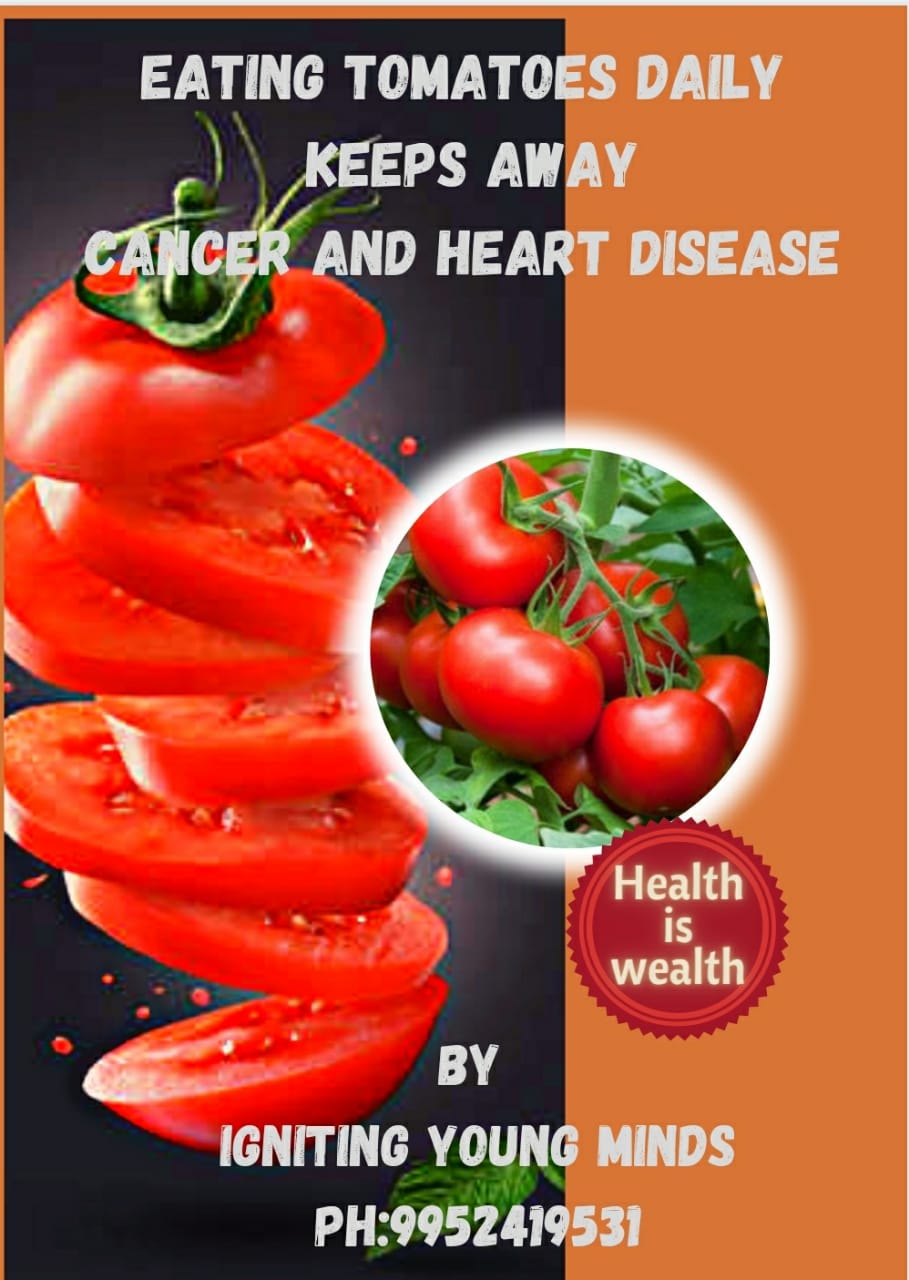 EATING TOMATOES DAILY
KEEPS AWAY
CANCER AND HEART DISEASE
Health
is
wealth
BY
IGNITING YOUNG MINDS
PH:9952419531